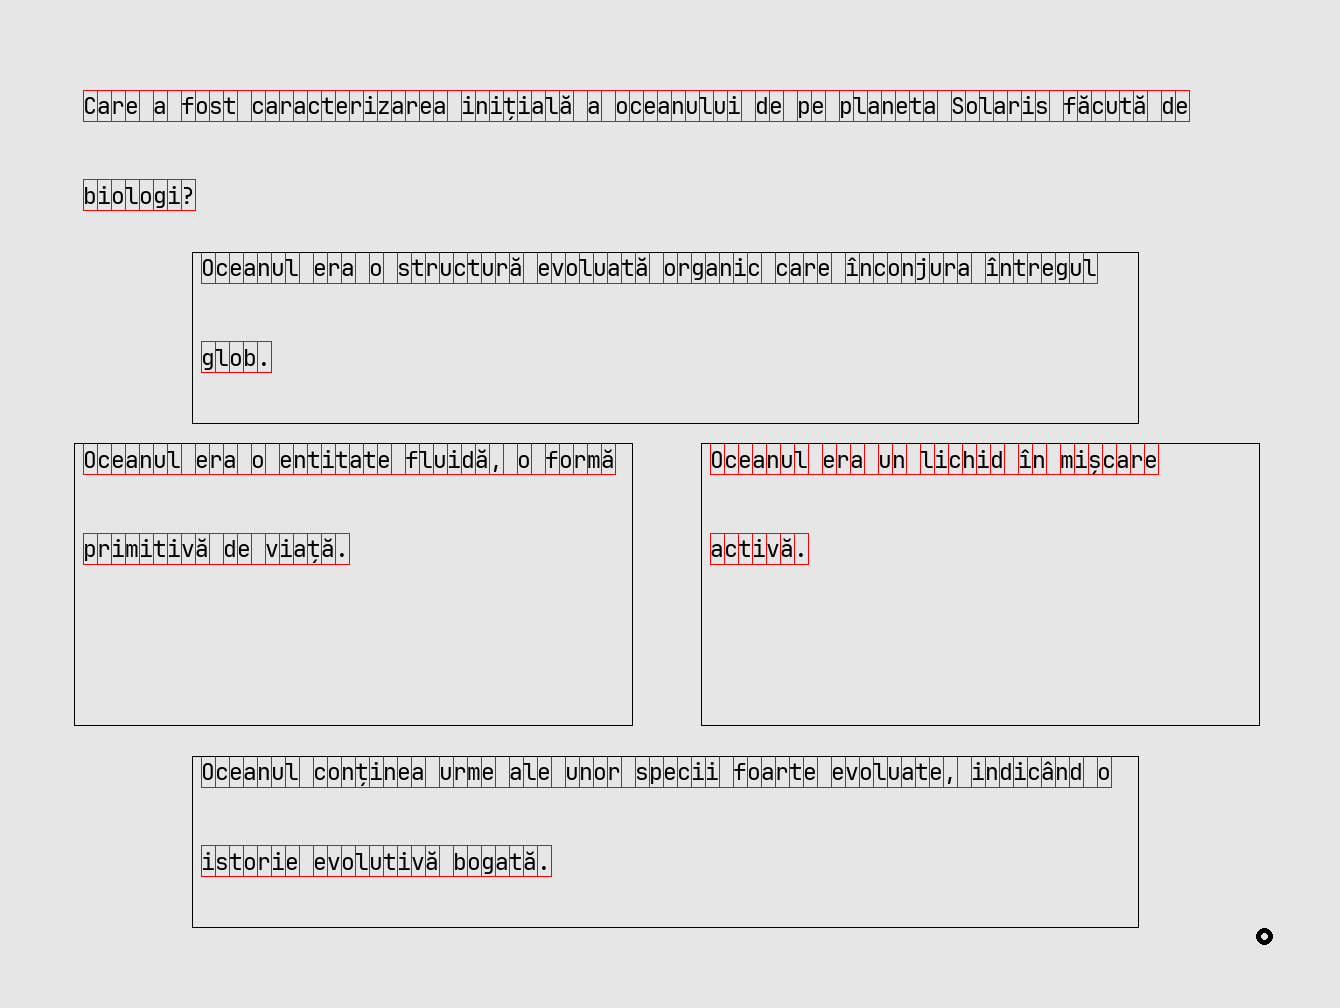 Care a fost caracterizarea inițială a oceanului de pe planeta Solaris făcută de
biologi?
Oceanul era o structură evoluată organic care înconjura întregul
glob.
Oceanul era o entitate fluidă, o formă
primitivă de viață.
Oceanul era un lichid în mișcare
activă.
Oceanul conținea urme ale unor specii foarte evoluate, indicând o
istorie evolutivă bogată.